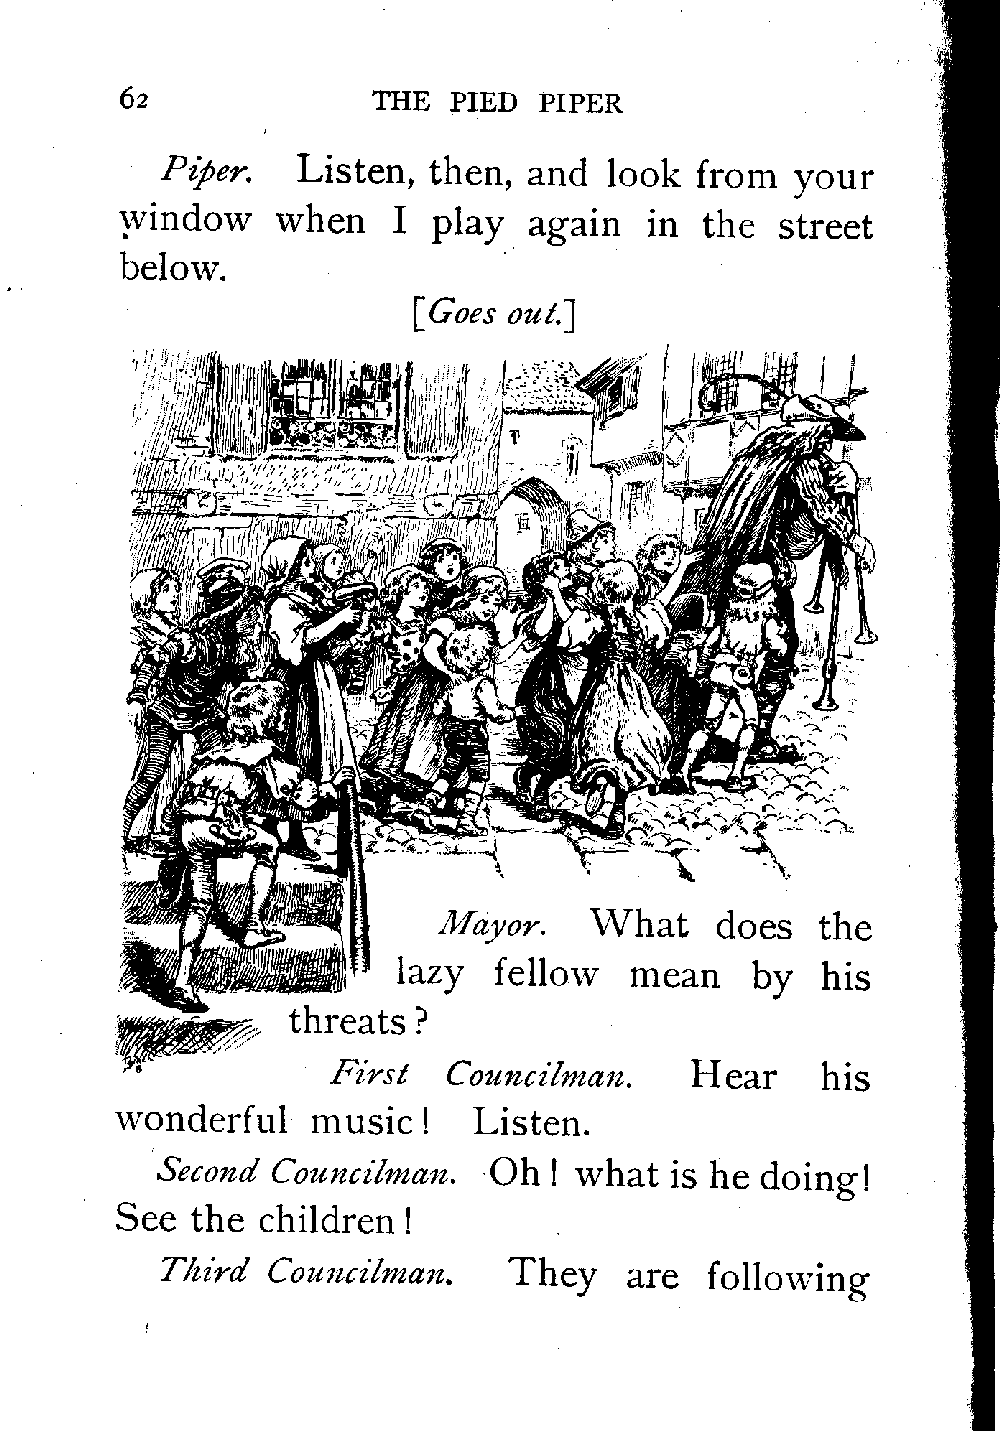 62 THE PIED PIPER
Piper. Listen, then, and look from your
window when I play again in the street
below.
[Goes out.]
Mayor. What does the
lazy fellow mean by his
threats?
First Councilman. Hear his
wonderful music! Listen.
Second Councilman. Oh! what is he doing!
See the children!
Third Councilman. They are following